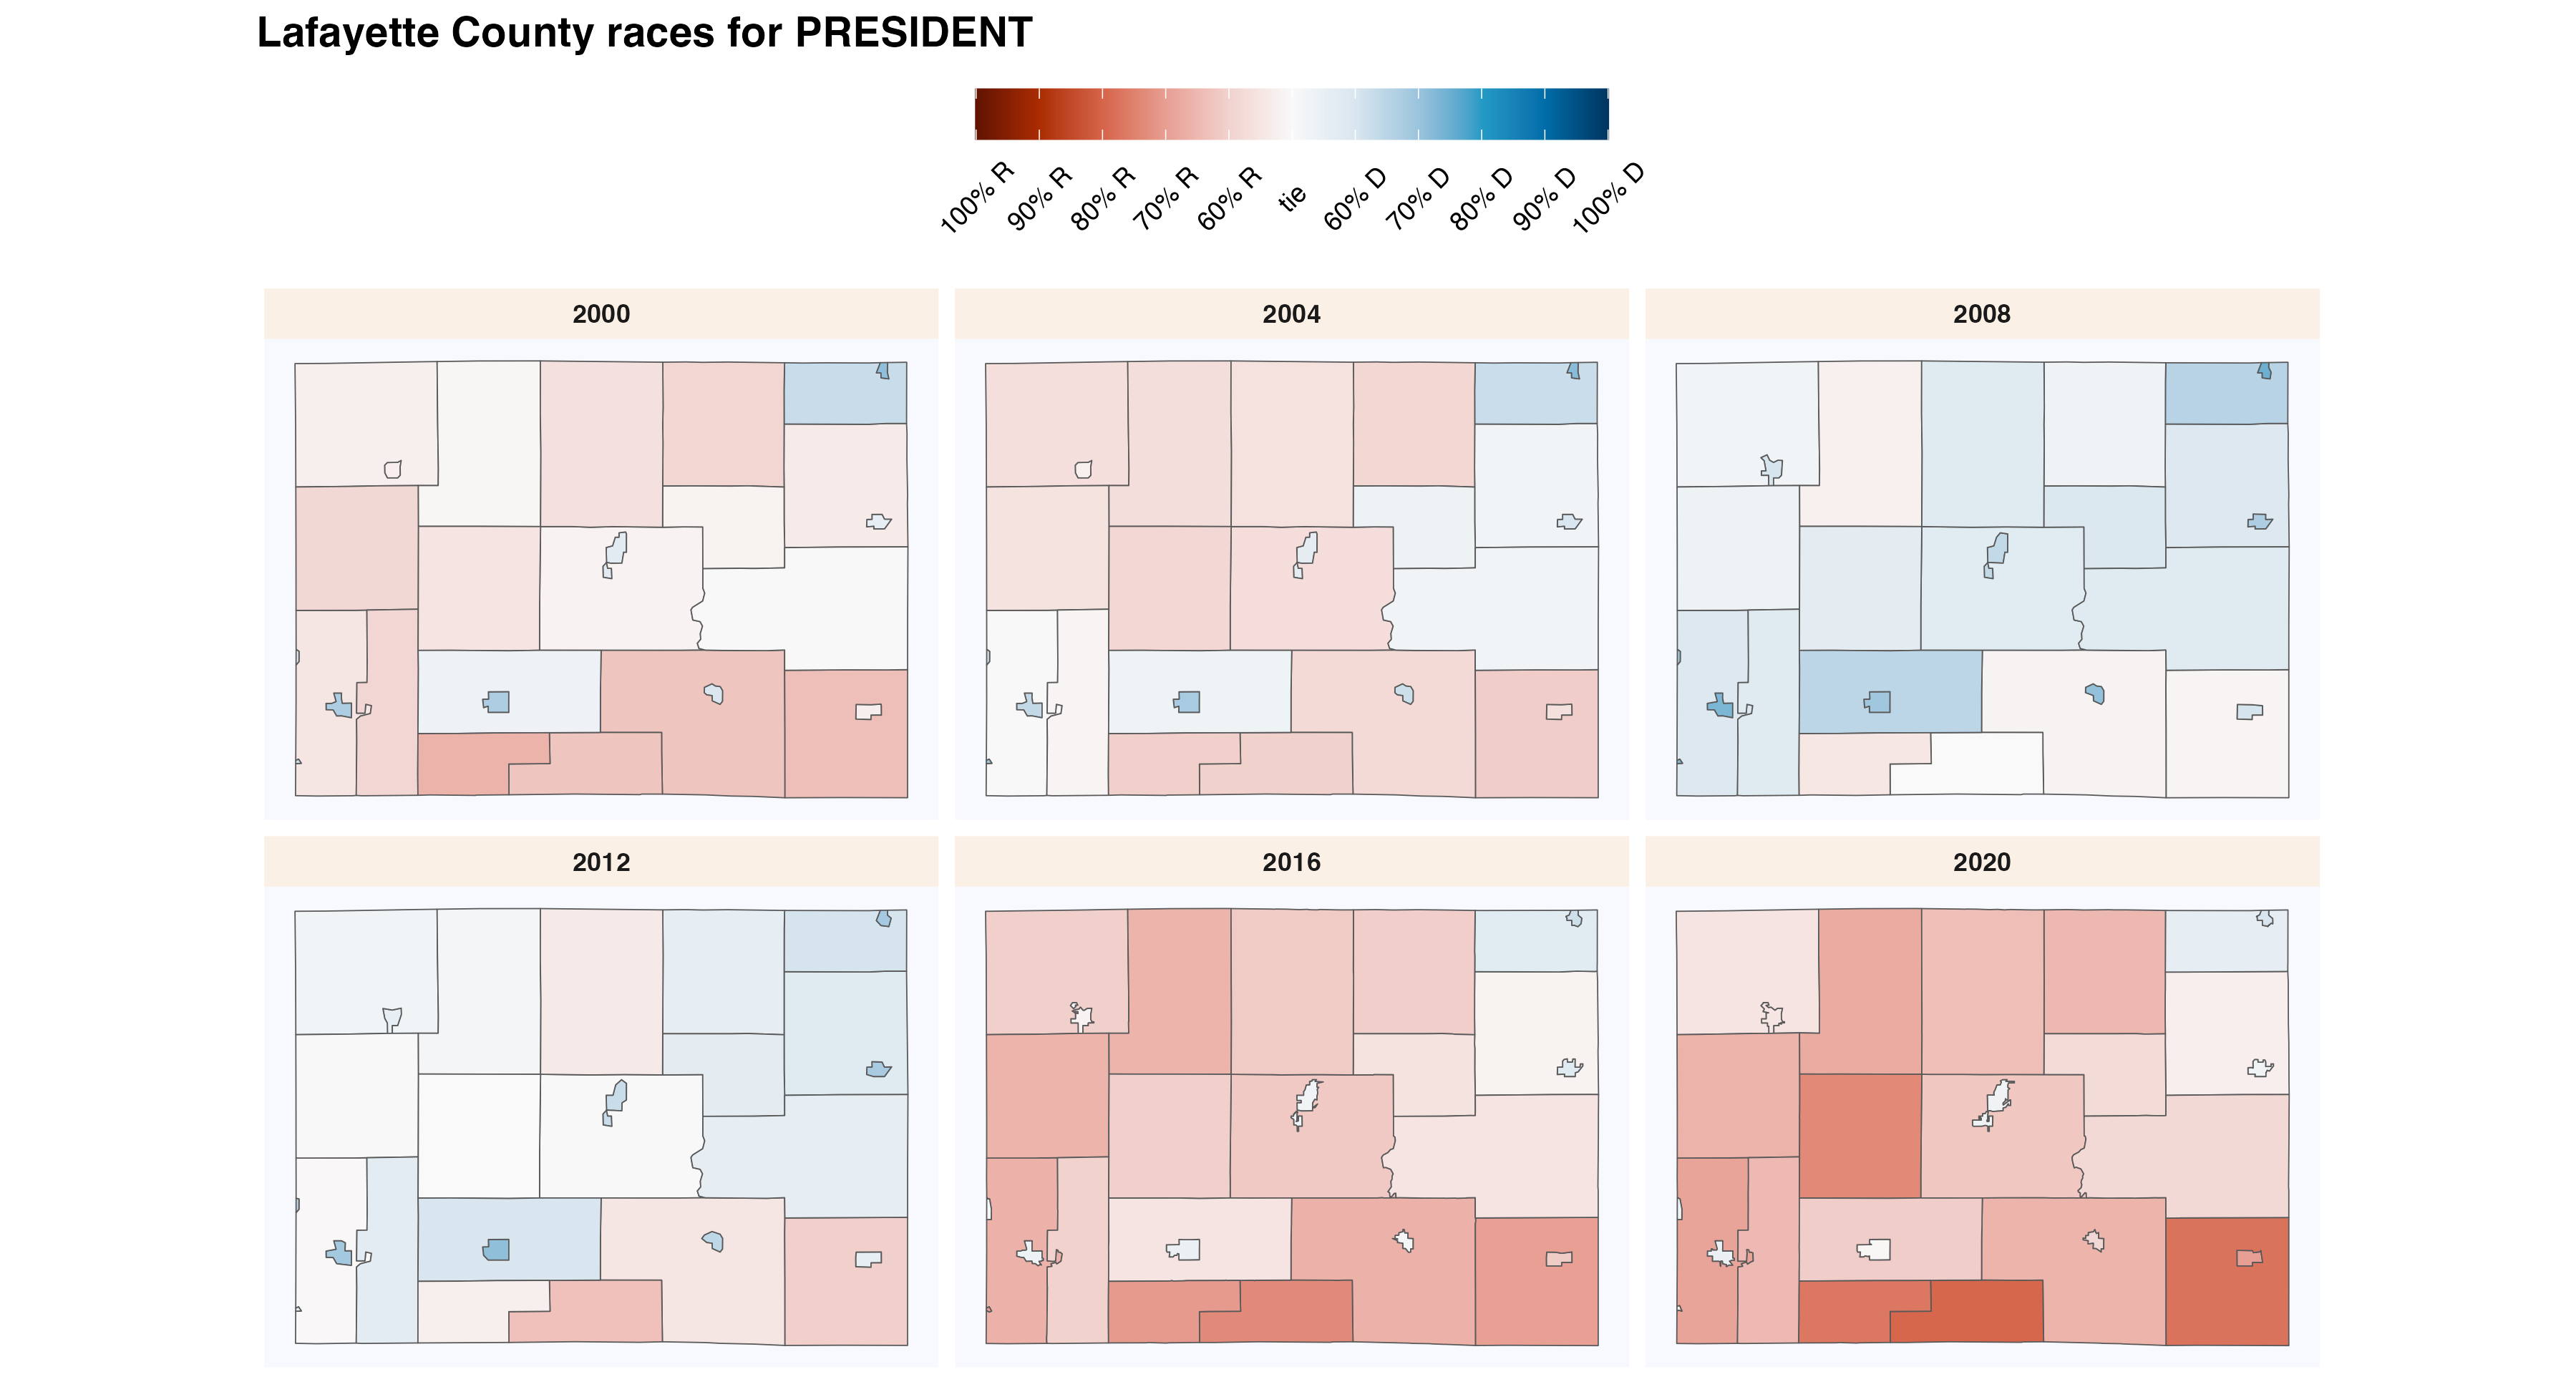 Lafayette County races for PRESIDENT
100% R
90% R
80% R
70% R
60% R
tie
60% D
70% D
80% D
90% D
100% D
2000
2004
2008
2012
2016
2020